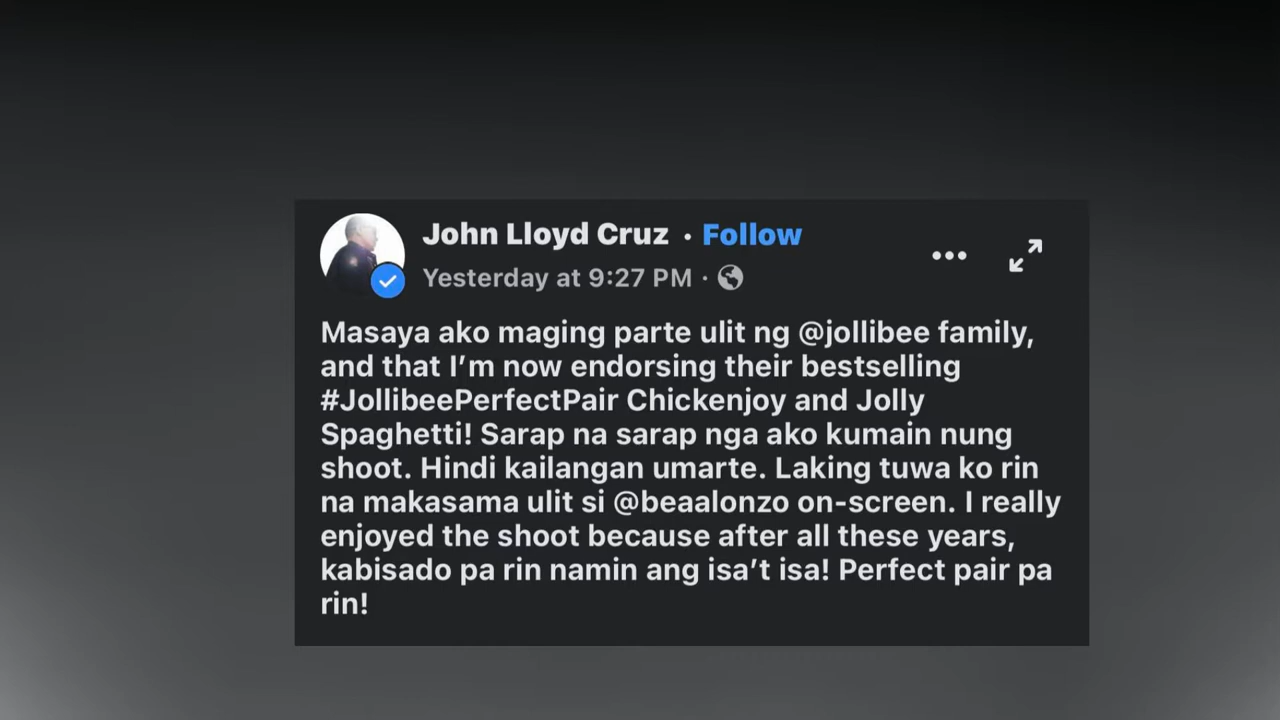 John Lloyd Cruz · Follow
Yesterday at 9:27 PM ·
Masaya ako maging parte ulit ng @jollibee family,
and that I’m now endorsing their bestselling
#JollibeePerfectPair Chickenjoy and Jolly
Spaghetti! Sarap na sarap nga ako kumain nung
shoot. Hindi kailangan umarte. Laking tuwa ko rin
na makasama ulit si @beaalonzo on-screen. I really
enjoyed the shoot because after all these years,
kabisado pa rin namin ang isa’t isa! Perfect pair pa
rin!